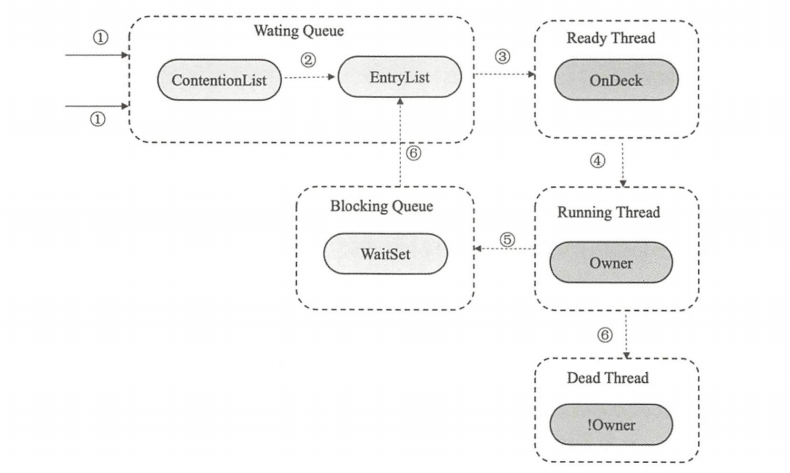 Wating Queue
①
ContentionList
②
EntryList
③
①
Ready Thread
OnDeck
④
⑥
Blocking Queue
WaitSet
⑤
Running Thread
Owner
⑥
Dead Thread
!Owner